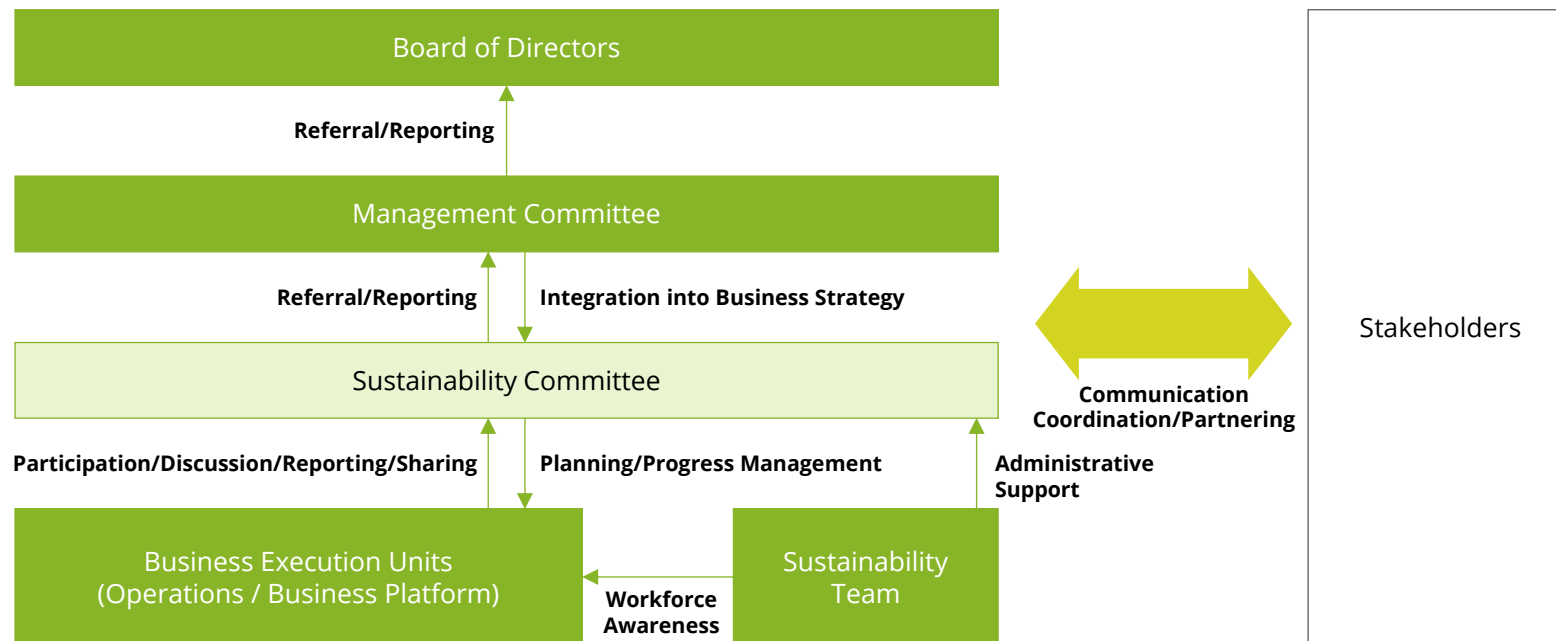 Board of Directors
Referral/Reporting
Management Committee
Referral/Reporting
Integration into Business Strategy
Sustainability Committee
Participation/Discussion/Reporting/Sharing
Planning/Progress Management
Administrative
Support
Business Execution Units
(Operations / Business Platform)
Workforce
Awareness
Sustainability
Team
Communication
Coordination/Partnering
Stakeholders